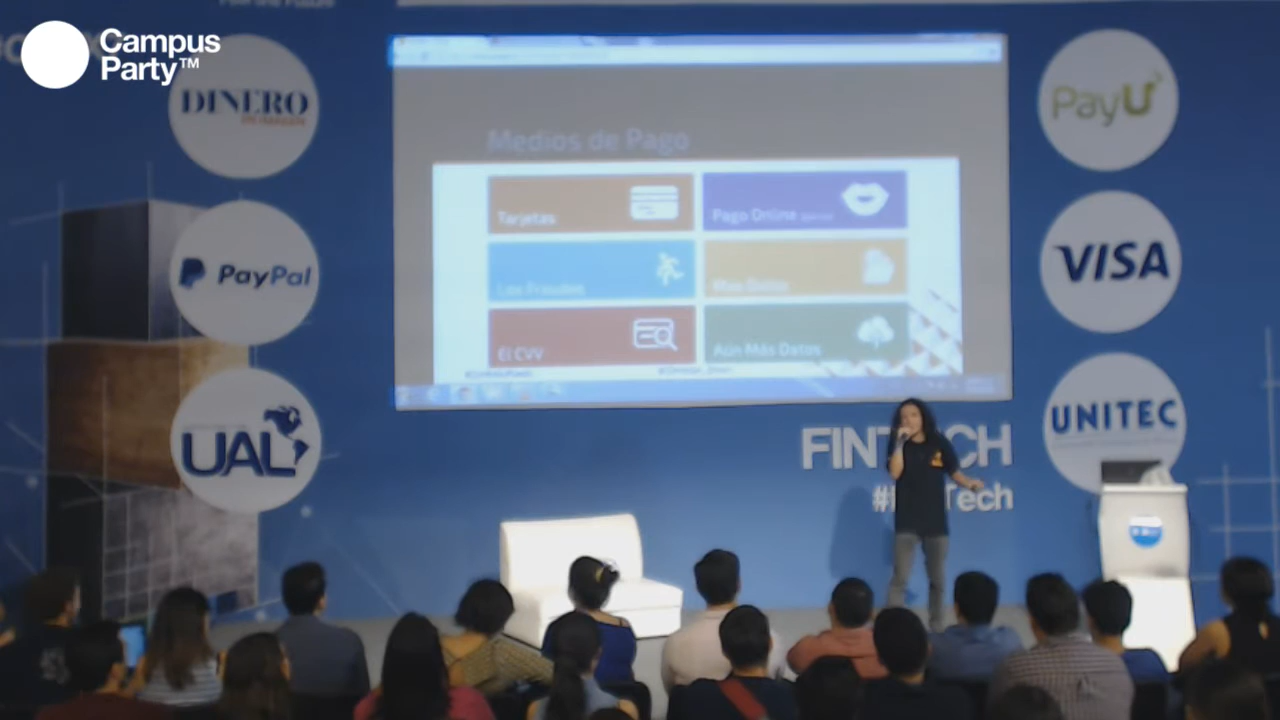 Campus
Party™
DINERO
PayU
Medios de Pago
Tarjetas
Pago Online
PayPal
VISA
Los Fraudes
Mas Datos
El CVV
Aún Más Datos
UAL
UNITEC
FINTECH
Tech